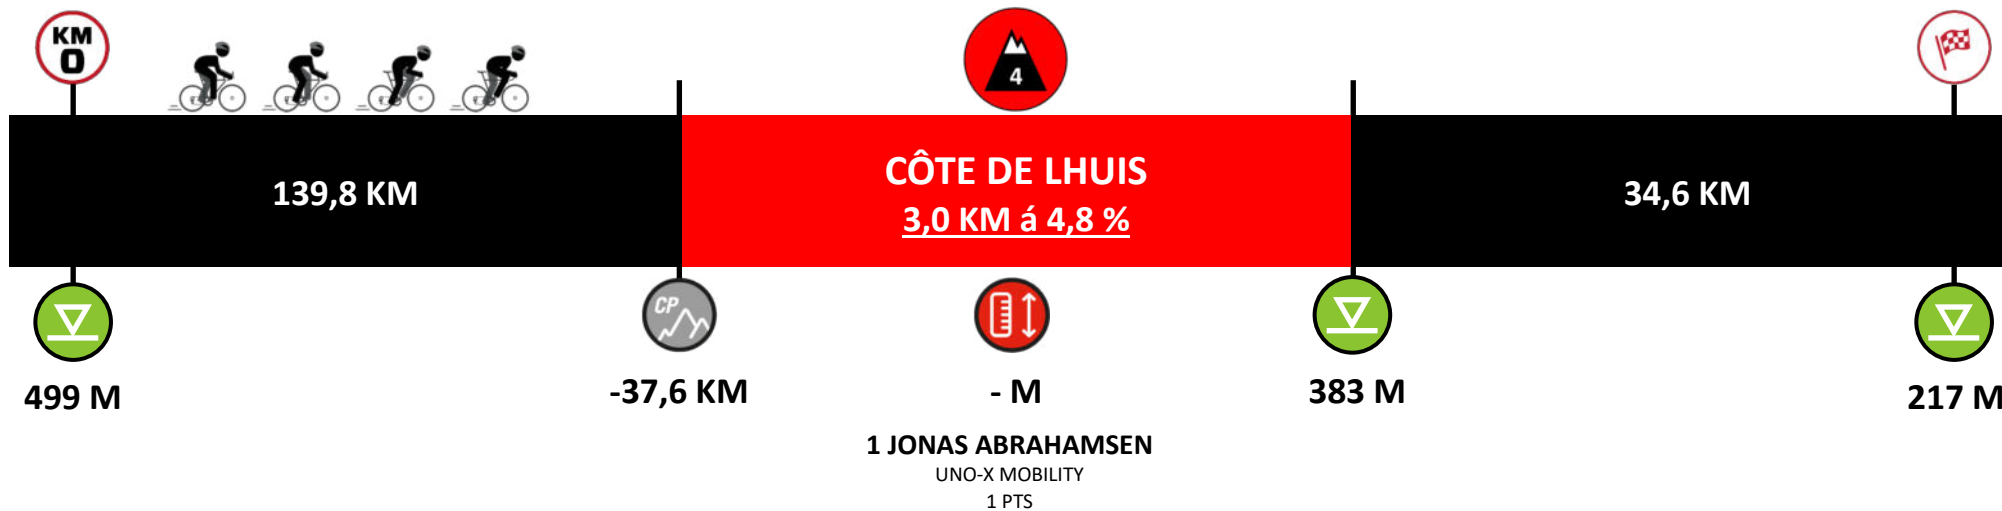 KM
0
4
139,8 KM
CÔTE DE LHUIS
3,0 KM á 4,8 %
34,6 KM
CP
499 M
-37,6 KM
- M
383 M
217 M
1 JONAS ABRAHAMSEN
UNO-X MOBILITY
1 PTS